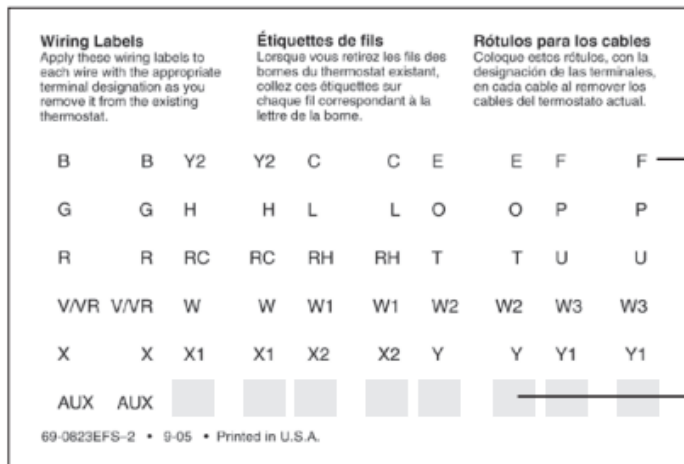 Wiring Labels
Apply these wiring labels to
each wire with the appropriate
terminal designation as you
remove it from the existing
thermostat.
Étiquettes de fils
Lorsque vous retirez les fils des
bornes du thermostat existant,
collez ces étiquettes sur
chaque fil correspondant à la
lettre de la borne.
Rótulos para los cables
Coloque estos rótulos, con la
designación de las terminales,
en cada cable al remover los
cables del termostato actual.
B B Y2 Y2 C C E E F F
G G H H L L O O P P
R R RC RC RH RH T T U U
V/VR V/VR W W W1 W1 W2 W2 W3 W3
X X X1 X1 X2 X2 Y Y Y1 Y1
AUX AUX
69-0823EFS-2 • 9-05 • Printed in U.S.A.